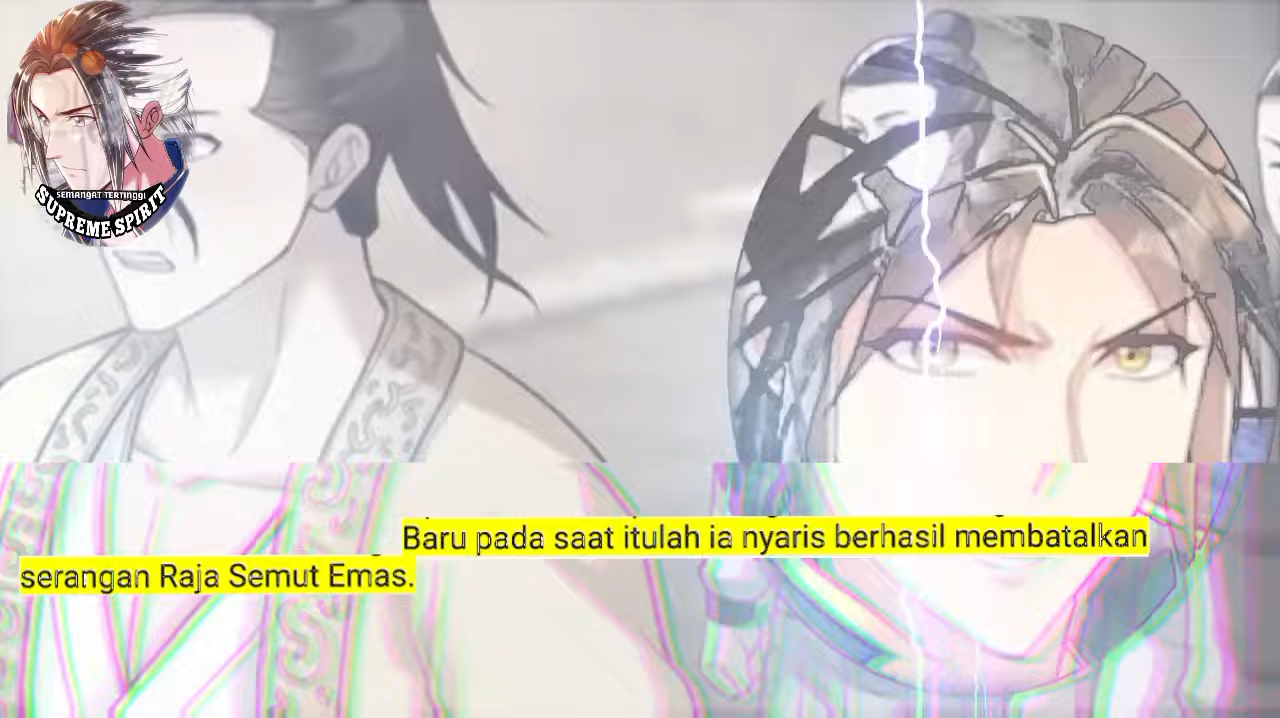 SEMANGAT TERTINGGI
SUPREME SPIRIT
Baru pada saat itulah ia nyaris berhasil membatalkan
serangan Raja Semut Emas.